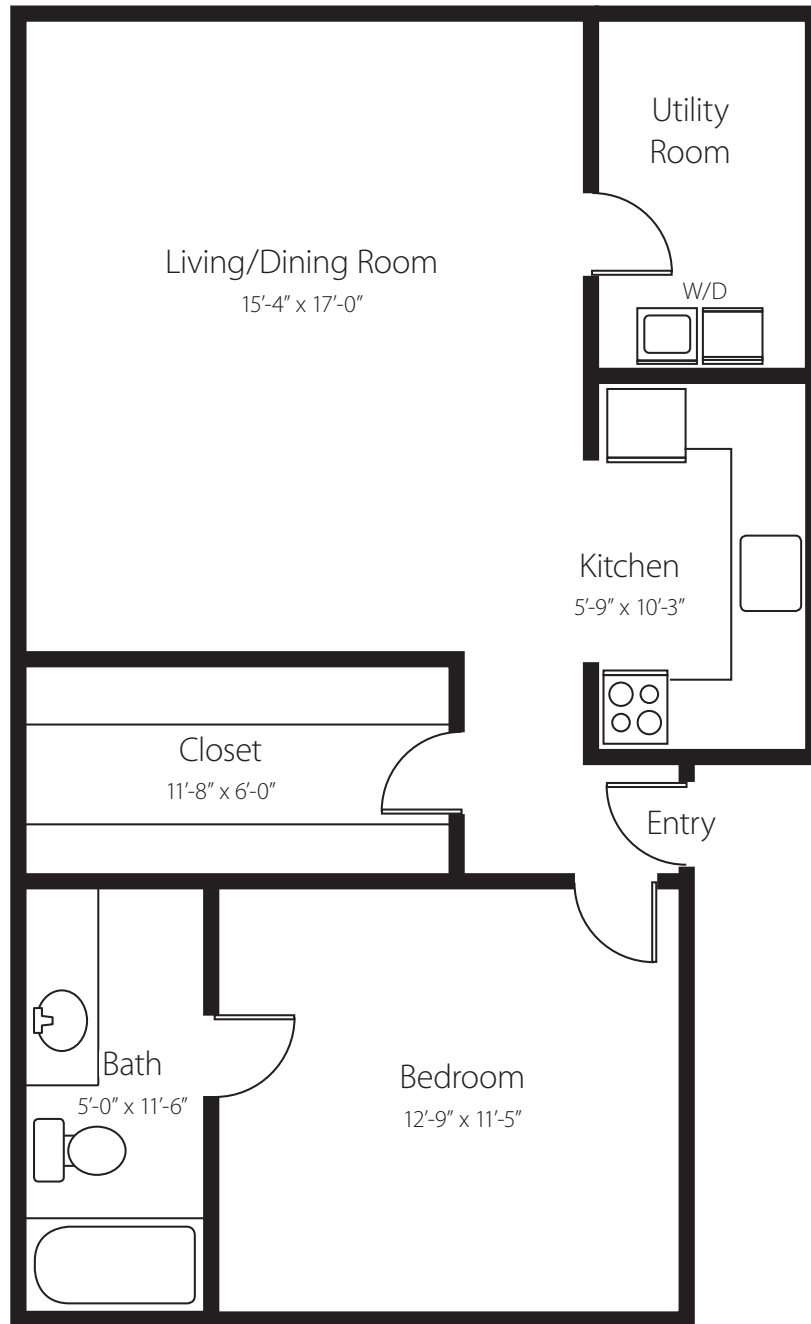 Utility
Room
Living/Dining Room
15’-4” x 17’-0”
W/D
Kitchen
5’-9” x 10’-3”
Closet
11’-8” x 6’-0”
Entry
Bath
5’-0” x 11’-6”
Bedroom
12’-9” x 11’-5”